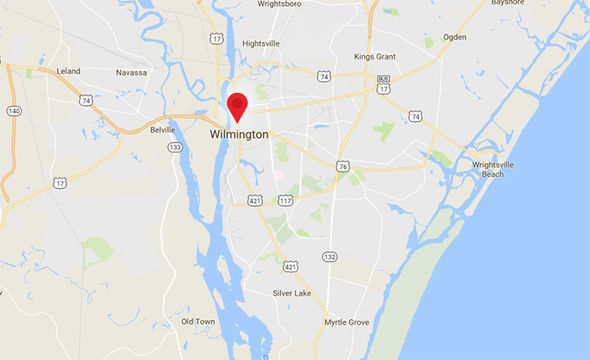 Wrightsboro
Bayshore
17
Hightsville
Ogden
Kings Grant
Leland
Navassa
74
74
BUS
17
140
74
74
Belville
Wilmington
133
76
Wrightsville
Beach
17
421
117
132
421
Silver Lake
Old Town
Myrtle Grove